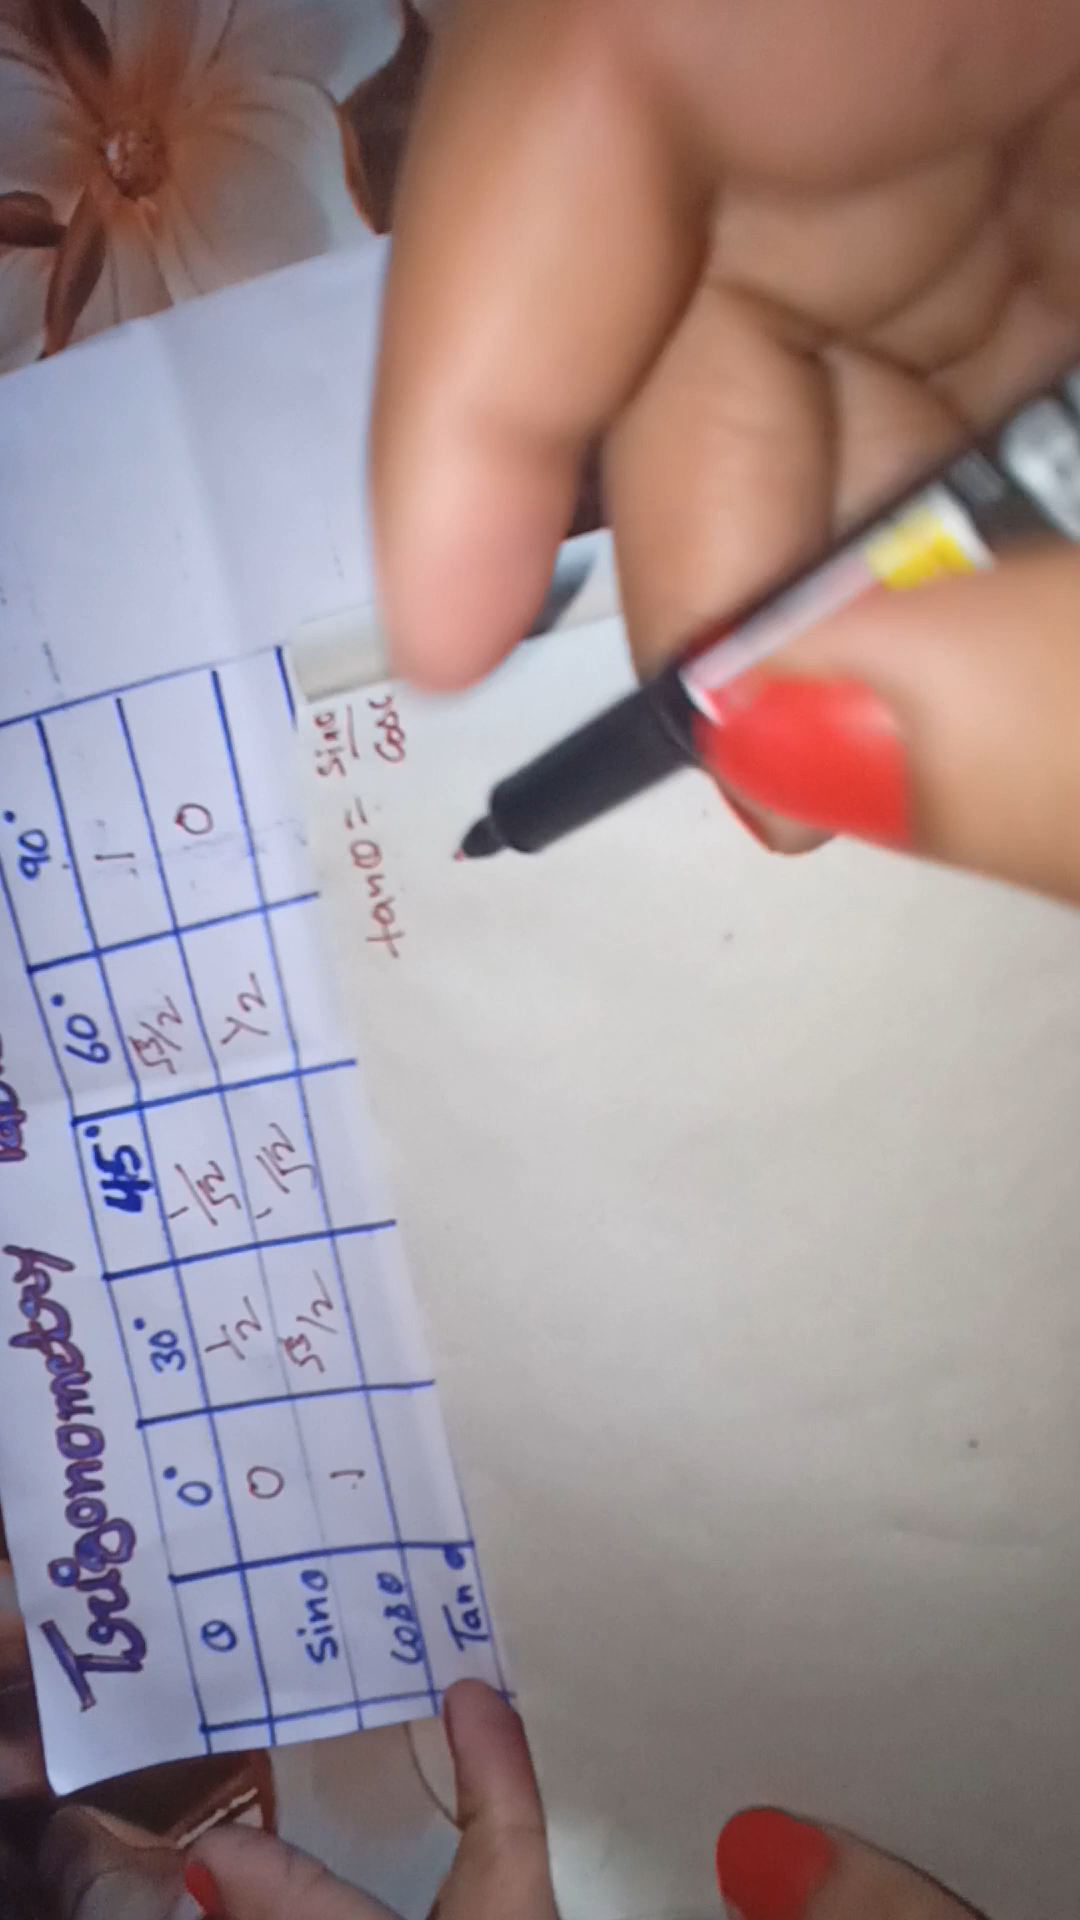 Trigonometry
θ 0° 30° 45° 60° 90°
sinθ 0 1/2 1/√2 √3/2 1
cosθ 1 √3/2 1/√2 1/2 0
Tanθ
tanθ = sinθ/cosθ